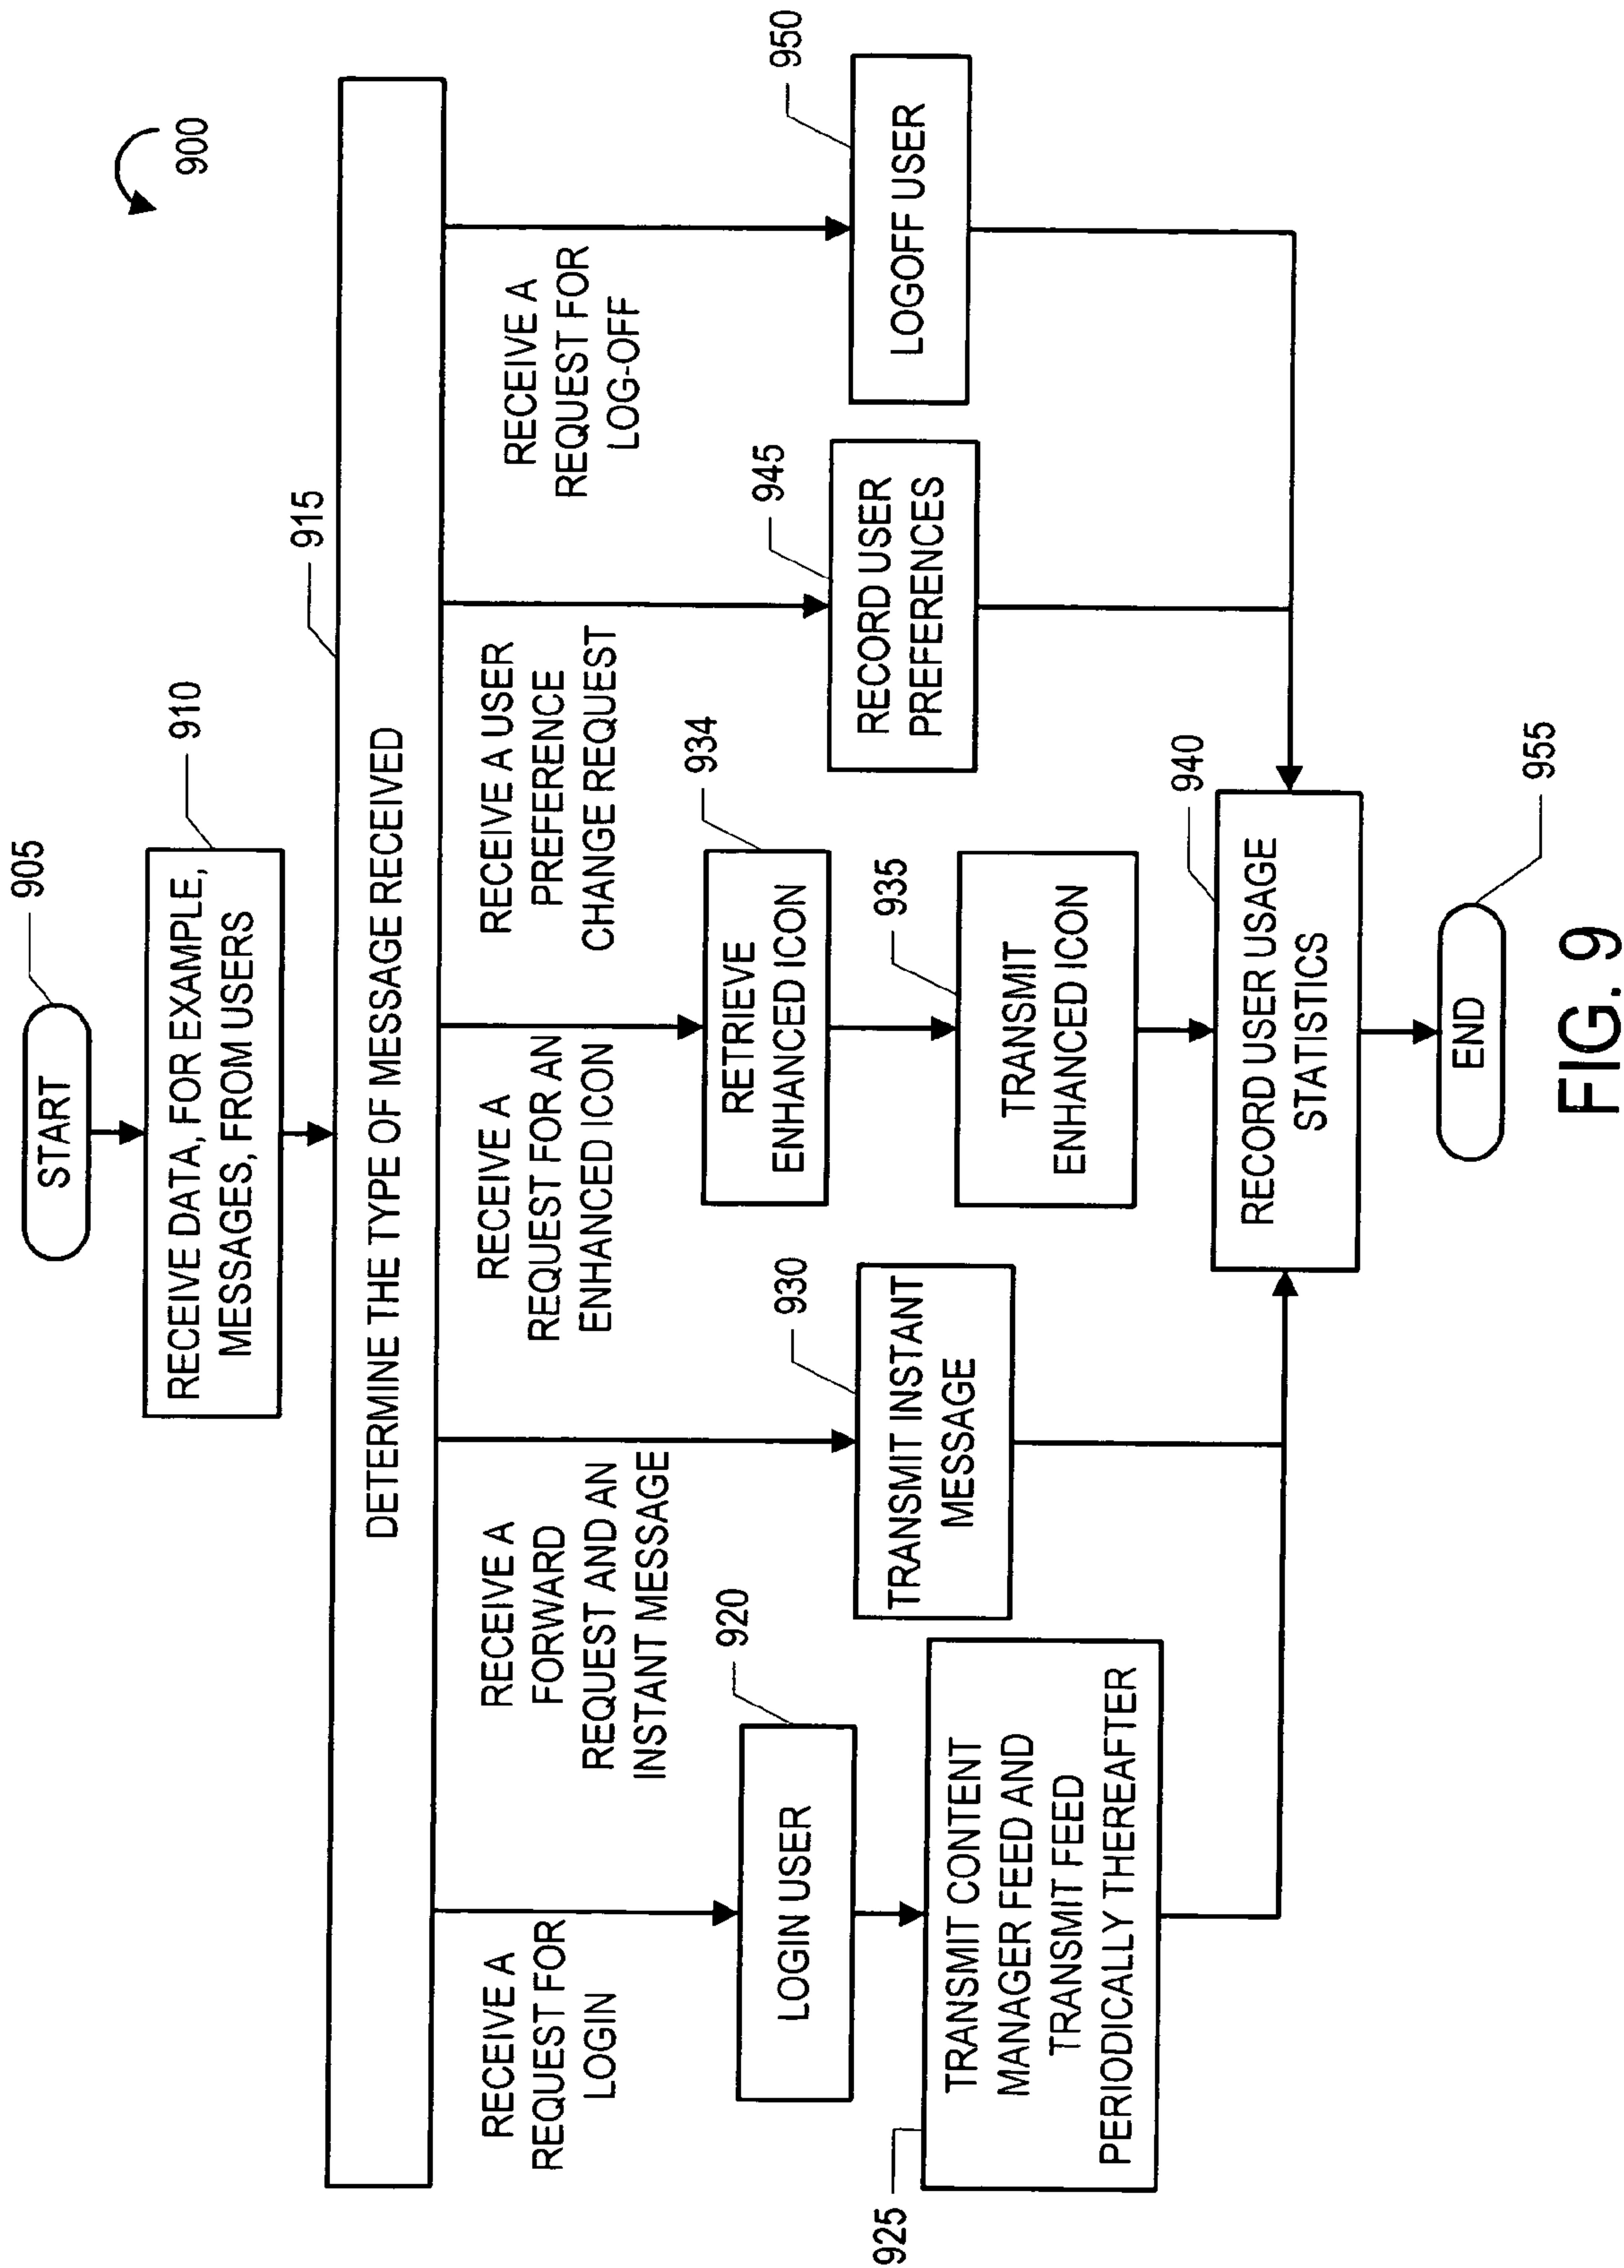 900
905
START
910
RECEIVE DATA, FOR EXAMPLE,
MESSAGES, FROM USERS
915
DETERMINE THE TYPE OF MESSAGE RECEIVED
RECEIVE A
REQUEST FOR
LOGIN
RECEIVE A
FORWARD
REQUEST AND AN
INSTANT MESSAGE
RECEIVE A
REQUEST FOR AN
ENHANCED ICON
RECEIVE A USER
PREFERENCE
CHANGE REQUEST
RECEIVE A
REQUEST FOR
LOG-OFF
920
LOGIN USER
925
TRANSMIT CONTENT
MANAGER FEED AND
TRANSMIT FEED
PERIODICALLY THEREAFTER
930
TRANSMIT INSTANT
MESSAGE
934
RETRIEVE
ENHANCED ICON
935
TRANSMIT
ENHANCED ICON
945
RECORD USER
PREFERENCES
950
LOGOFF USER
940
RECORD USER USAGE
STATISTICS
955
END
FIG. 9